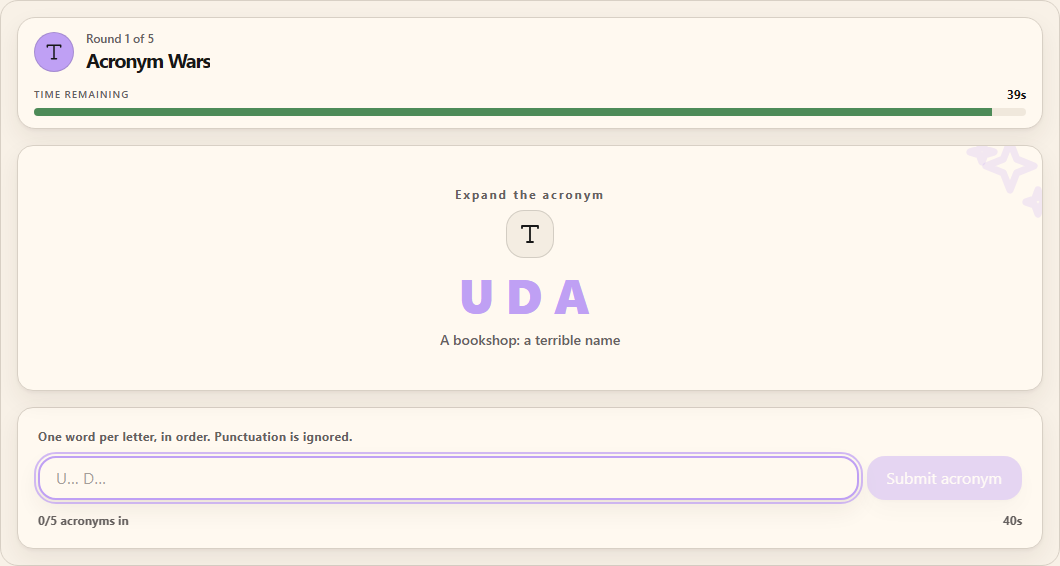 T
Round 1 of 5
Acronym Wars
TIME REMAINING
39s
Expand the acronym
T
UDA
A bookshop: a terrible name
One word per letter, in order. Punctuation is ignored.
U... D...
Submit acronym
0/5 acronyms in
40s